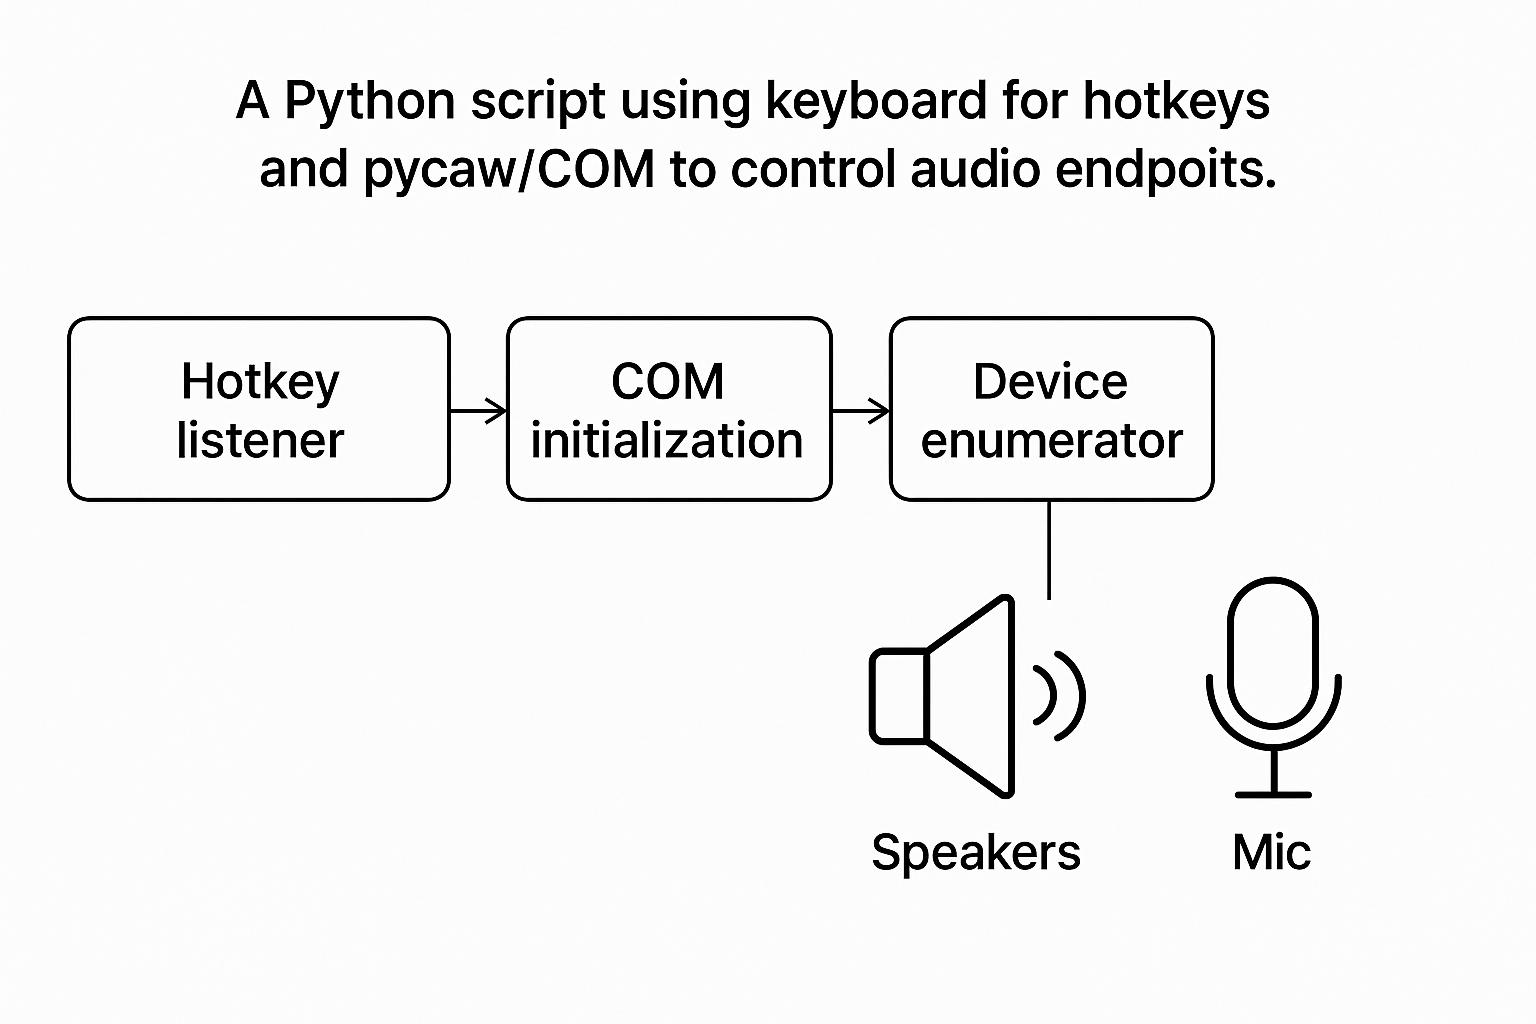 A Python script using keyboard for hotkeys
and pycaw/COM to control audio endpoits.
Hotkey
listener
COM
initialization
Device
enumerator
Speakers
Mic